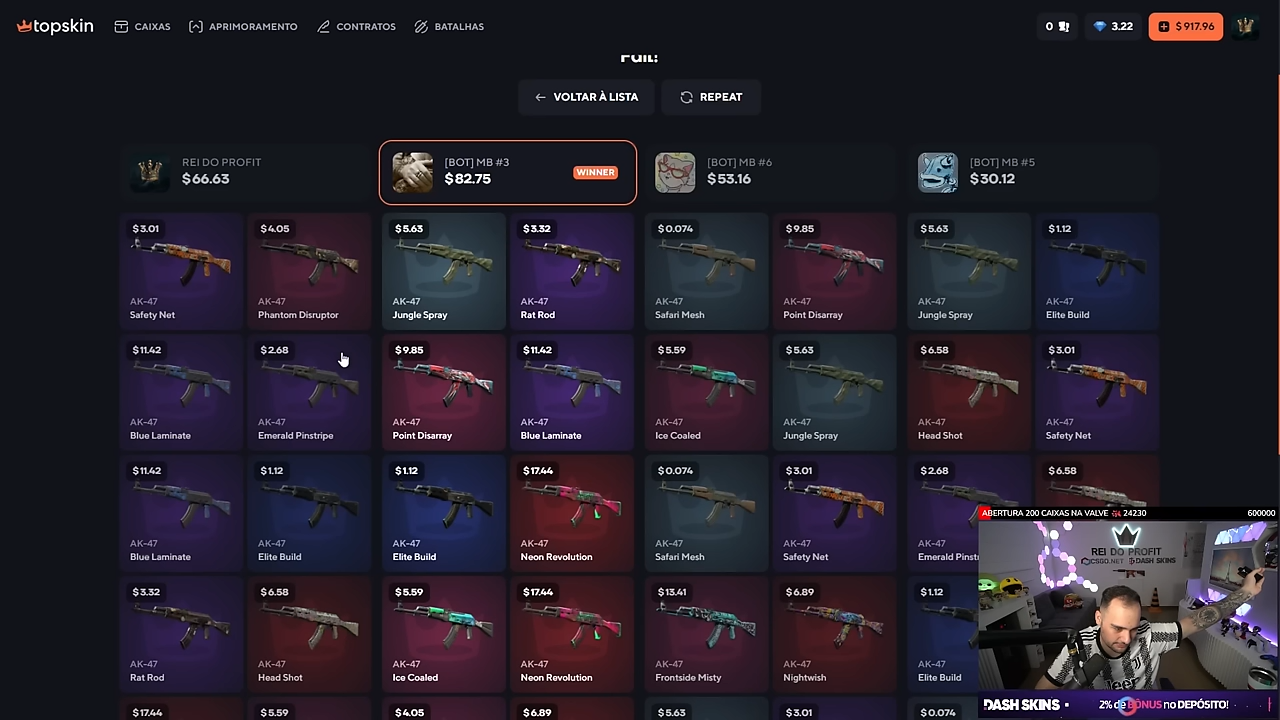 topskin
CAIXAS
APRIMORAMENTO
CONTRATOS
BATALHAS
0
3.22
$ 917.96
VOLTAR À LISTA
REPEAT
REI DO PROFIT
$66.63
[BOT] MB #3
$82.75
WINNER
[BOT] MB #6
$53.16
[BOT] MB #5
$30.12
$3.01
AK-47
Safety Net
$4.05
AK-47
Phantom Disruptor
$5.63
AK-47
Jungle Spray
$3.32
AK-47
Rat Rod
$0.074
AK-47
Safari Mesh
$9.85
AK-47
Point Disarray
$5.63
AK-47
Jungle Spray
$1.12
AK-47
Elite Build
$11.42
AK-47
Blue Laminate
$2.68
AK-47
Emerald Pinstripe
$9.85
AK-47
Point Disarray
$11.42
AK-47
Blue Laminate
$5.59
AK-47
Ice Coaled
$5.63
AK-47
Jungle Spray
$6.58
AK-47
Head Shot
$3.01
AK-47
Safety Net
$11.42
AK-47
Blue Laminate
$1.12
AK-47
Elite Build
$1.12
AK-47
Elite Build
$17.44
AK-47
Neon Revolution
$0.074
AK-47
Safari Mesh
$3.01
AK-47
Safety Net
$2.68
AK-47
Emerald Pinst
$6.58
$3.32
AK-47
Rat Rod
$6.58
AK-47
Head Shot
$5.59
AK-47
Ice Coaled
$17.44
AK-47
Neon Revolution
$13.41
AK-47
Frontside Misty
$6.89
AK-47
Nightwish
$1.12
AK-47
Elite Build
$17.44
$5.59
$4.05
$6.89
$5.63
$3.01
$0.074
ABERTURA 200 CAIXAS NA VALVE 24230
600000
REI DO PROFIT
CSGO.NET DASH SKINS
DASH SKINS
2% de BÔNUS no DEPÓSITO!